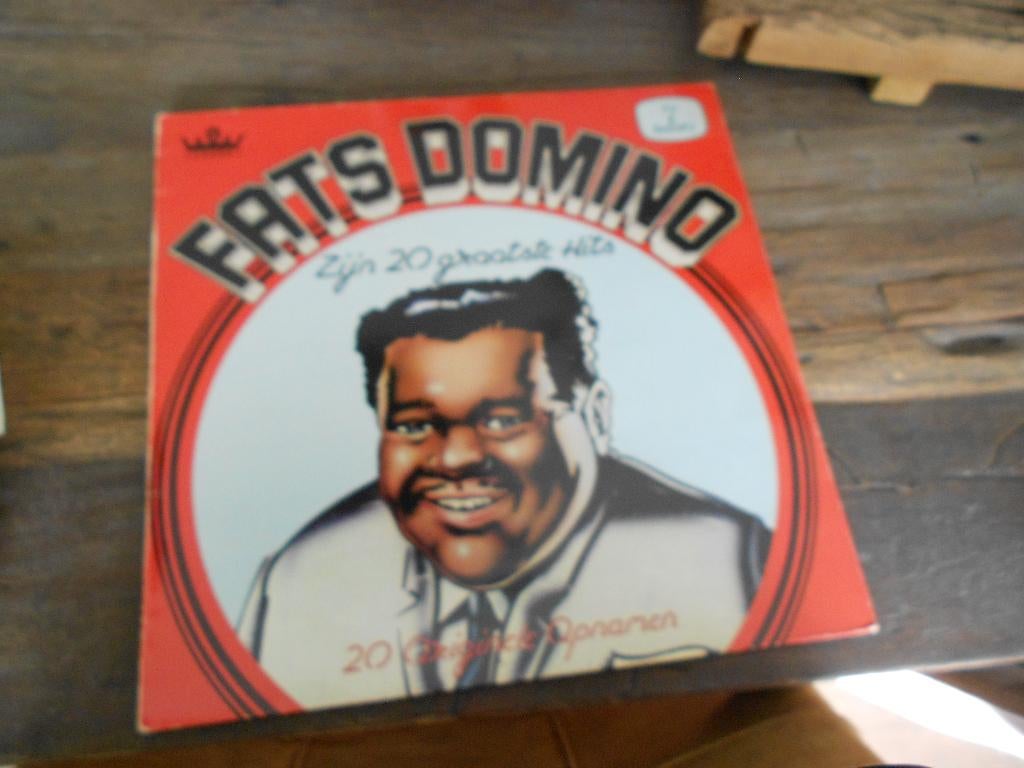 FATS DOMINO
Zijn 20 grootste Hits
20 Originele Opnamen